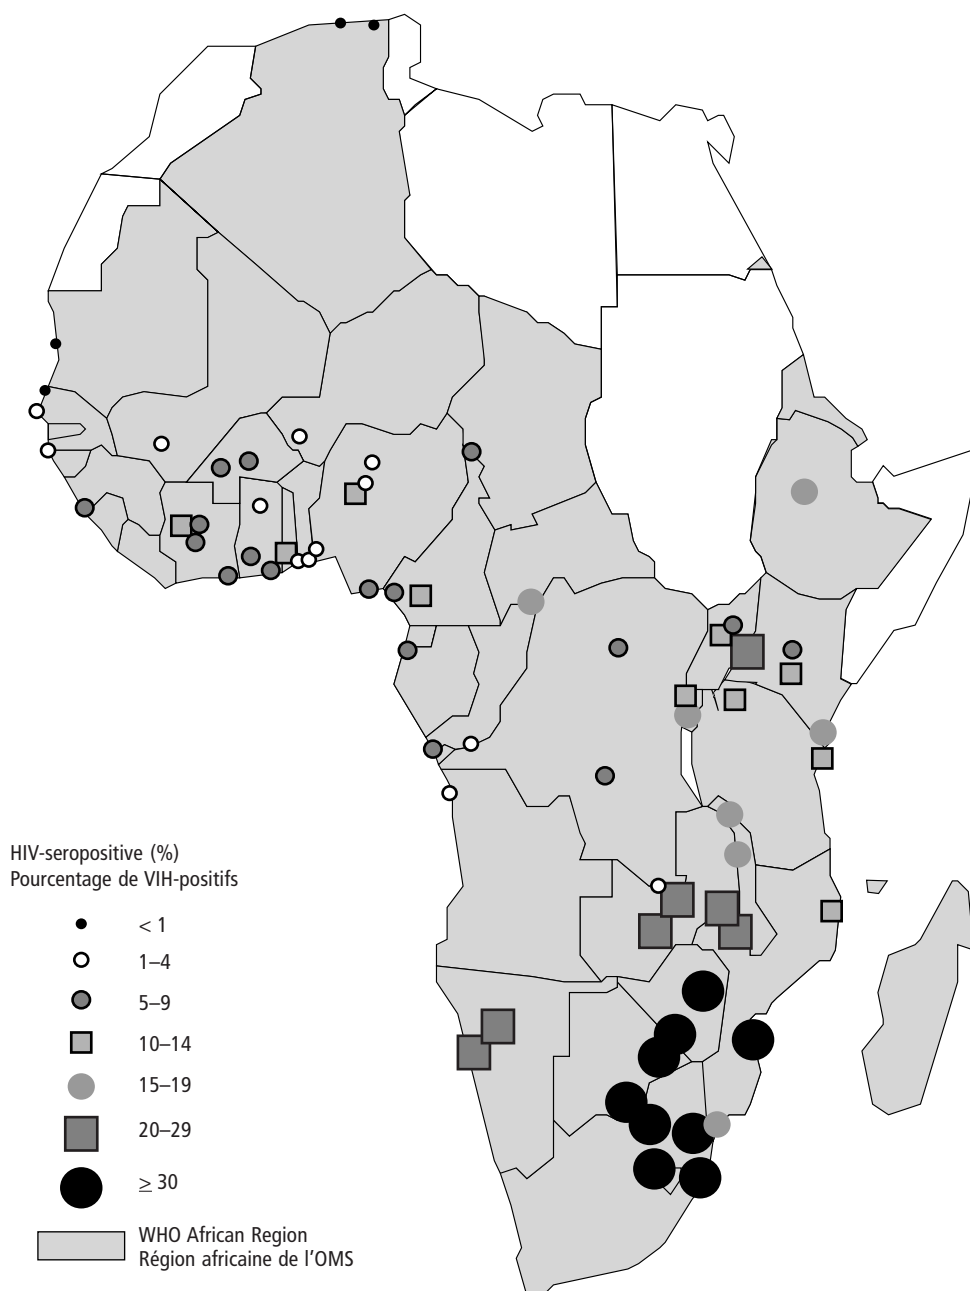 HIV-seropositive (%)
Pourcentage de VIH-positifs
< 1
1–4
5–9
10–14
15–19
20–29
≥ 30
WHO African Region
Région africaine de l'OMS